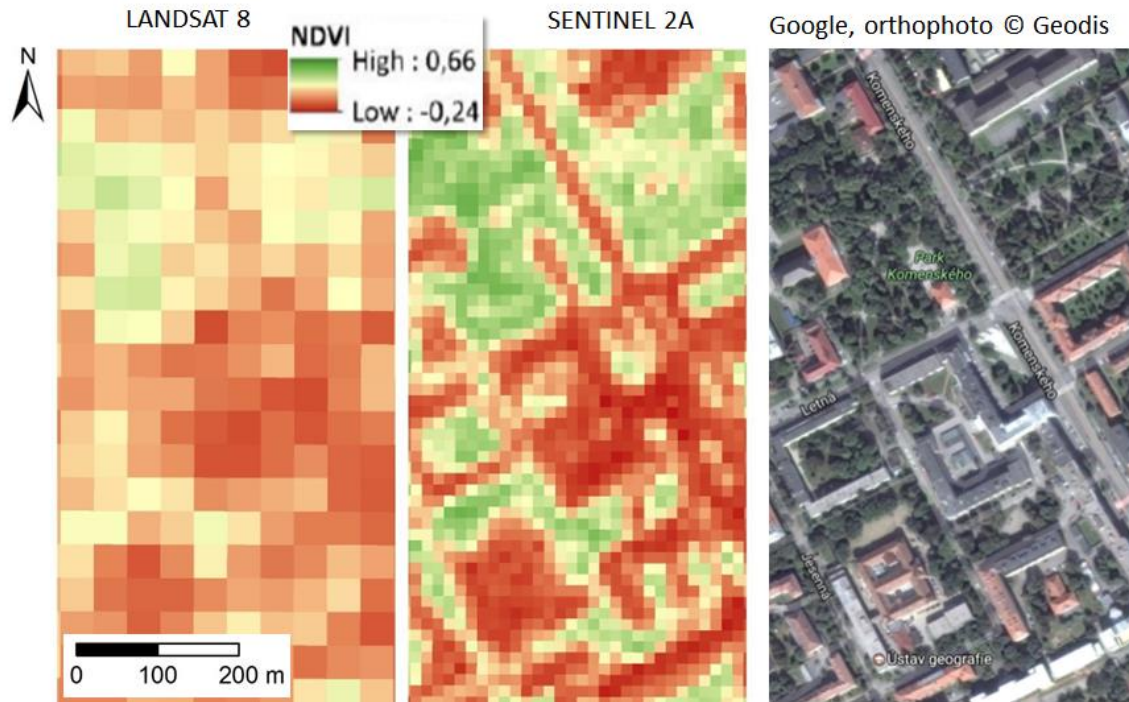 LANDSAT 8
SENTINEL 2A
Google, orthophoto © Geodis
N
NDVI
High : 0,66
Low : -0,24
Komenského
Park
Komenského
Komenského
Letná
Jesenná
Ústav geografie
0 100 200 m